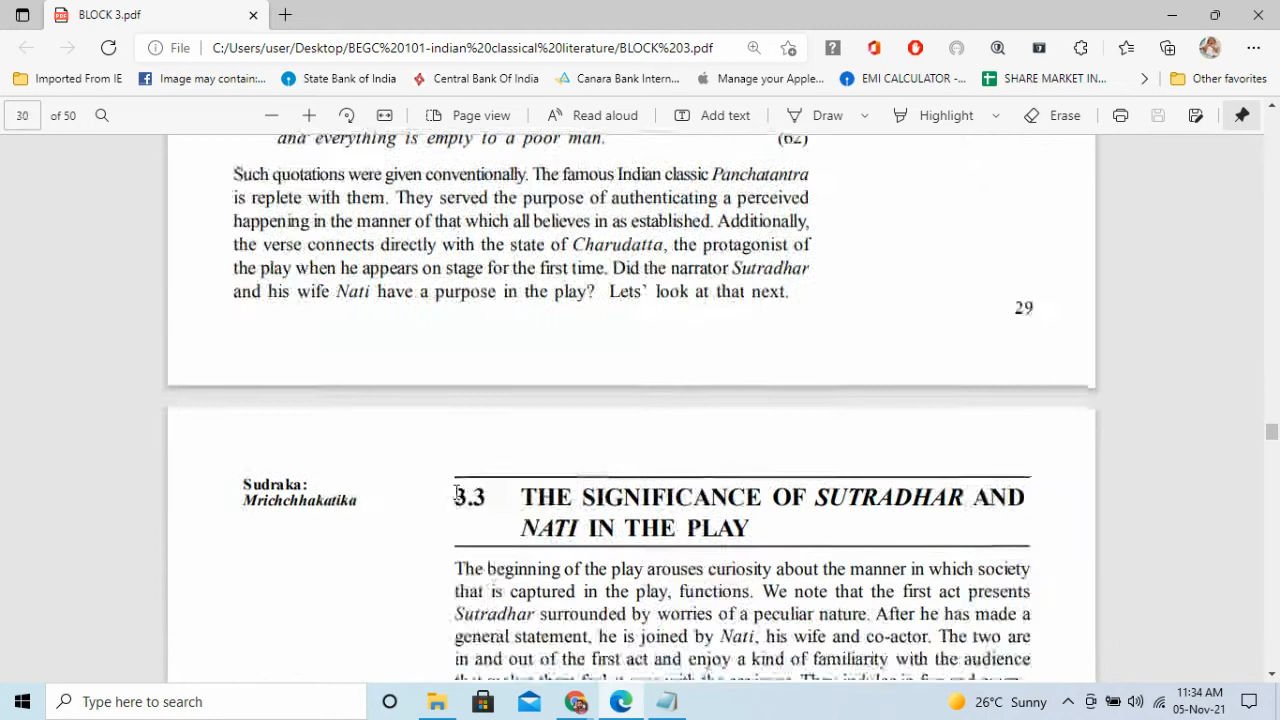 BLOCK 3.pdf
File C:/Users/user/Desktop/BEGC%20101-indian%20classical%20literature/BLOCK%203.pdf
Imported From IE Image may contain:... State Bank of India Central Bank Of India Canara Bank Intern... Manage your Apple... EMI CALCULATOR -... SHARE MARKET IN... Other favorites
30 of 50 Page view Read aloud Add text Draw Highlight Erase
and everything is empty to a poor man. (62)
Such quotations were given conventionally. The famous Indian classic Panchatantra
is replete with them. They served the purpose of authenticating a perceived
happening in the manner of that which all believes in as established. Additionally,
the verse connects directly with the state of Charudatta, the protagonist of
the play when he appears on stage for the first time. Did the narrator Sutradhar
and his wife Nati have a purpose in the play? Lets' look at that next.
29
Sudraka:
Mrichchhakatika
3.3 THE SIGNIFICANCE OF SUTRADHAR AND
NATI IN THE PLAY
The beginning of the play arouses curiosity about the manner in which society
that is captured in the play, functions. We note that the first act presents
Sutradhar surrounded by worries of a peculiar nature. After he has made a
general statement, he is joined by Nati, his wife and co-actor. The two are
in and out of the first act and enjoy a kind of familiarity with the audience
Type here to search
26°C Sunny
11:34 AM
05-Nov-21